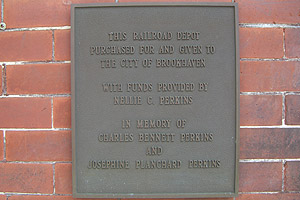 THIS RAILROAD DEPOT
PURCHASED FOR AND GIVEN TO
THE CITY OF BROOKHAVEN
WITH FUNDS PROVIDED BY
NELLIE C. PERKINS
IN MEMORY OF
CHARLES BENNETT PERKINS
AND
JOSEPHINE PLANCHARD PERKINS